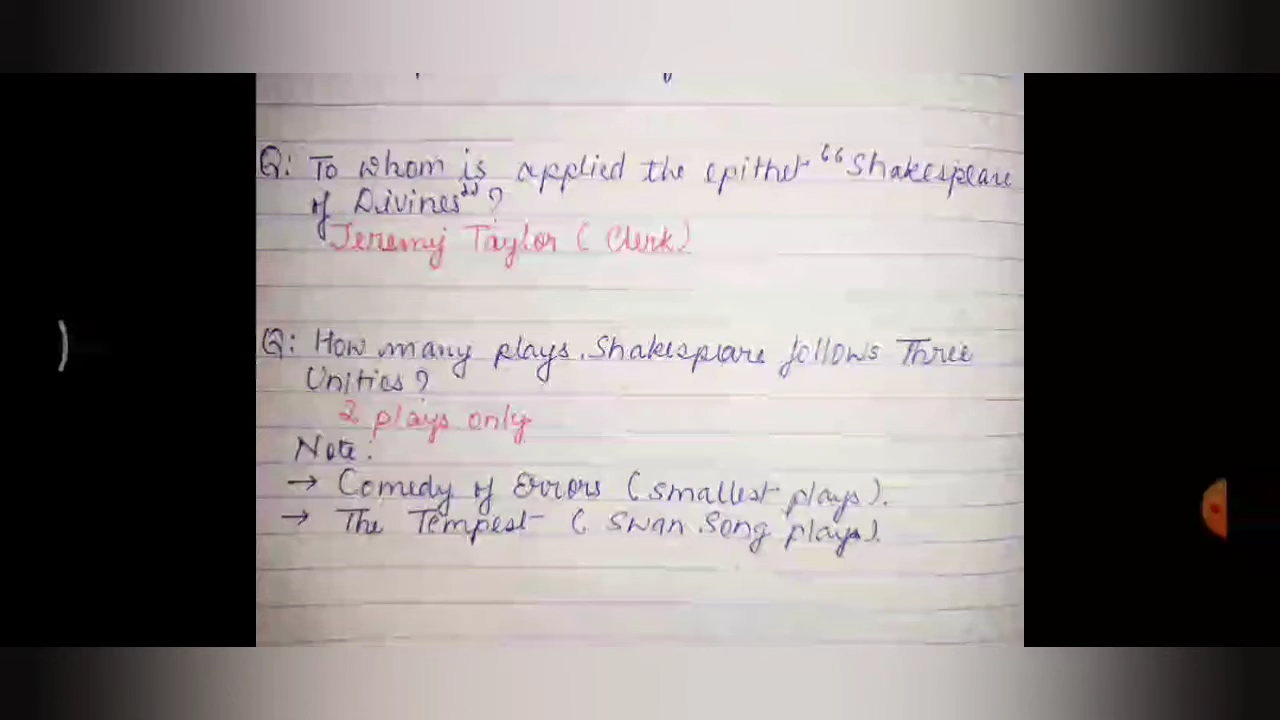 Q: To whom is applied the epithet "Shakespeare
of Divines"?
Jeremy Taylor (Clerk)
Q: How many plays Shakespeare follows Three
Unities?
2 plays only
Note:
→ Comedy of Errors (smallest plays).
→ The Tempest (swan song plays).